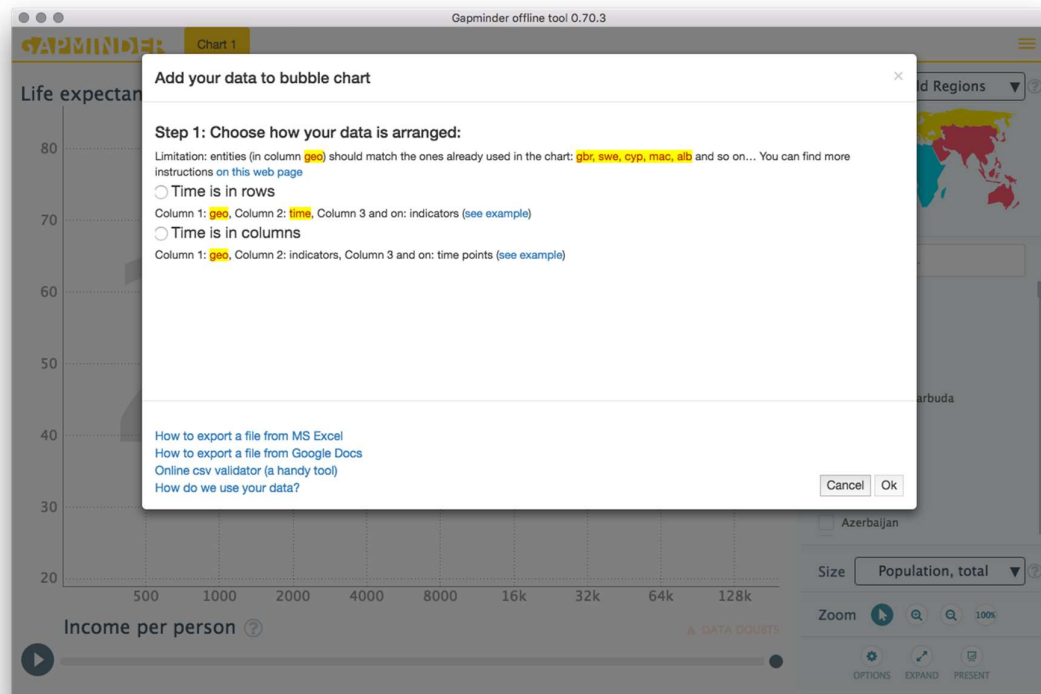 Gapminder offline tool 0.70.3
GAPMINDER
Chart 1
Life expectan
ld Regions
Add your data to bubble chart
Step 1: Choose how your data is arranged:
Limitation: entities (in column geo) should match the ones already used in the chart: gbr, swe, cyp, mac, alb and so on... You can find more
instructions on this web page
Time is in rows
Column 1: geo, Column 2: time, Column 3 and on: indicators (see example)
Time is in columns
Column 1: geo, Column 2: indicators, Column 3 and on: time points (see example)
How to export a file from MS Excel
How to export a file from Google Docs
Online csv validator (a handy tool)
How do we use your data?
Cancel
Ok
80
70
60
50
40
30
20
arbuda
Azerbaijan
500 1000 2000 4000 8000 16k 32k 64k 128k
Income per person ?
DATA DOUBTS
Size
Population, total
Zoom
100%
OPTIONS EXPAND PRESENT